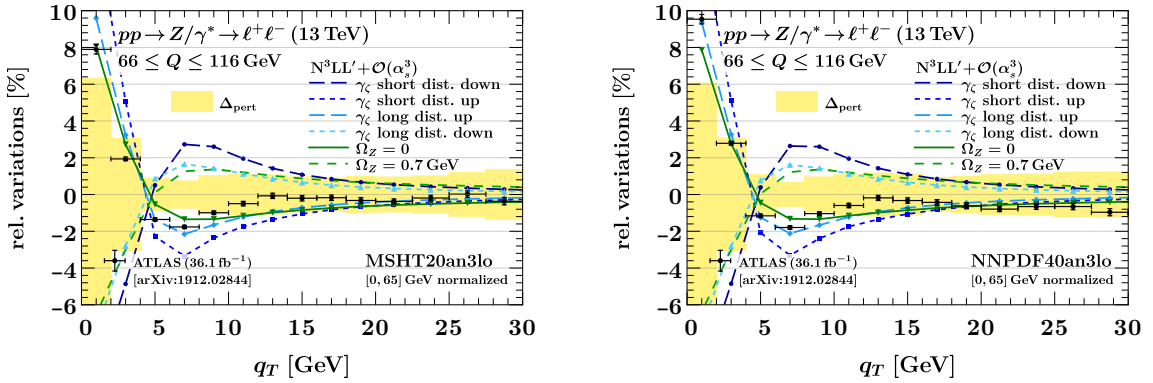 pp → Z/γ* → ℓ⁺ℓ⁻ (13 TeV)
66 ≤ Q ≤ 116 GeV
N³LL′+𝒪(αₛ³)
γ_ζ short dist. down
γ_ζ short dist. up
γ_ζ long dist. up
γ_ζ long dist. down
Ω_Z = 0
Ω_Z = 0.7 GeV
Δ_pert
ATLAS (36.1 fb⁻¹)
[arXiv:1912.02844]
MSHT20an3lo
[0, 65] GeV normalized
rel. variations [%]
10
8
6
4
2
0
−2
−4
−6
0 5 10 15 20 25 30
q_T [GeV]
pp → Z/γ* → ℓ⁺ℓ⁻ (13 TeV)
66 ≤ Q ≤ 116 GeV
N³LL′+𝒪(αₛ³)
γ_ζ short dist. down
γ_ζ short dist. up
γ_ζ long dist. up
γ_ζ long dist. down
Ω_Z = 0
Ω_Z = 0.7 GeV
Δ_pert
ATLAS (36.1 fb⁻¹)
[arXiv:1912.02844]
NNPDF40an3lo
[0, 65] GeV normalized
rel. variations [%]
10
8
6
4
2
0
−2
−4
−6
0 5 10 15 20 25 30
q_T [GeV]